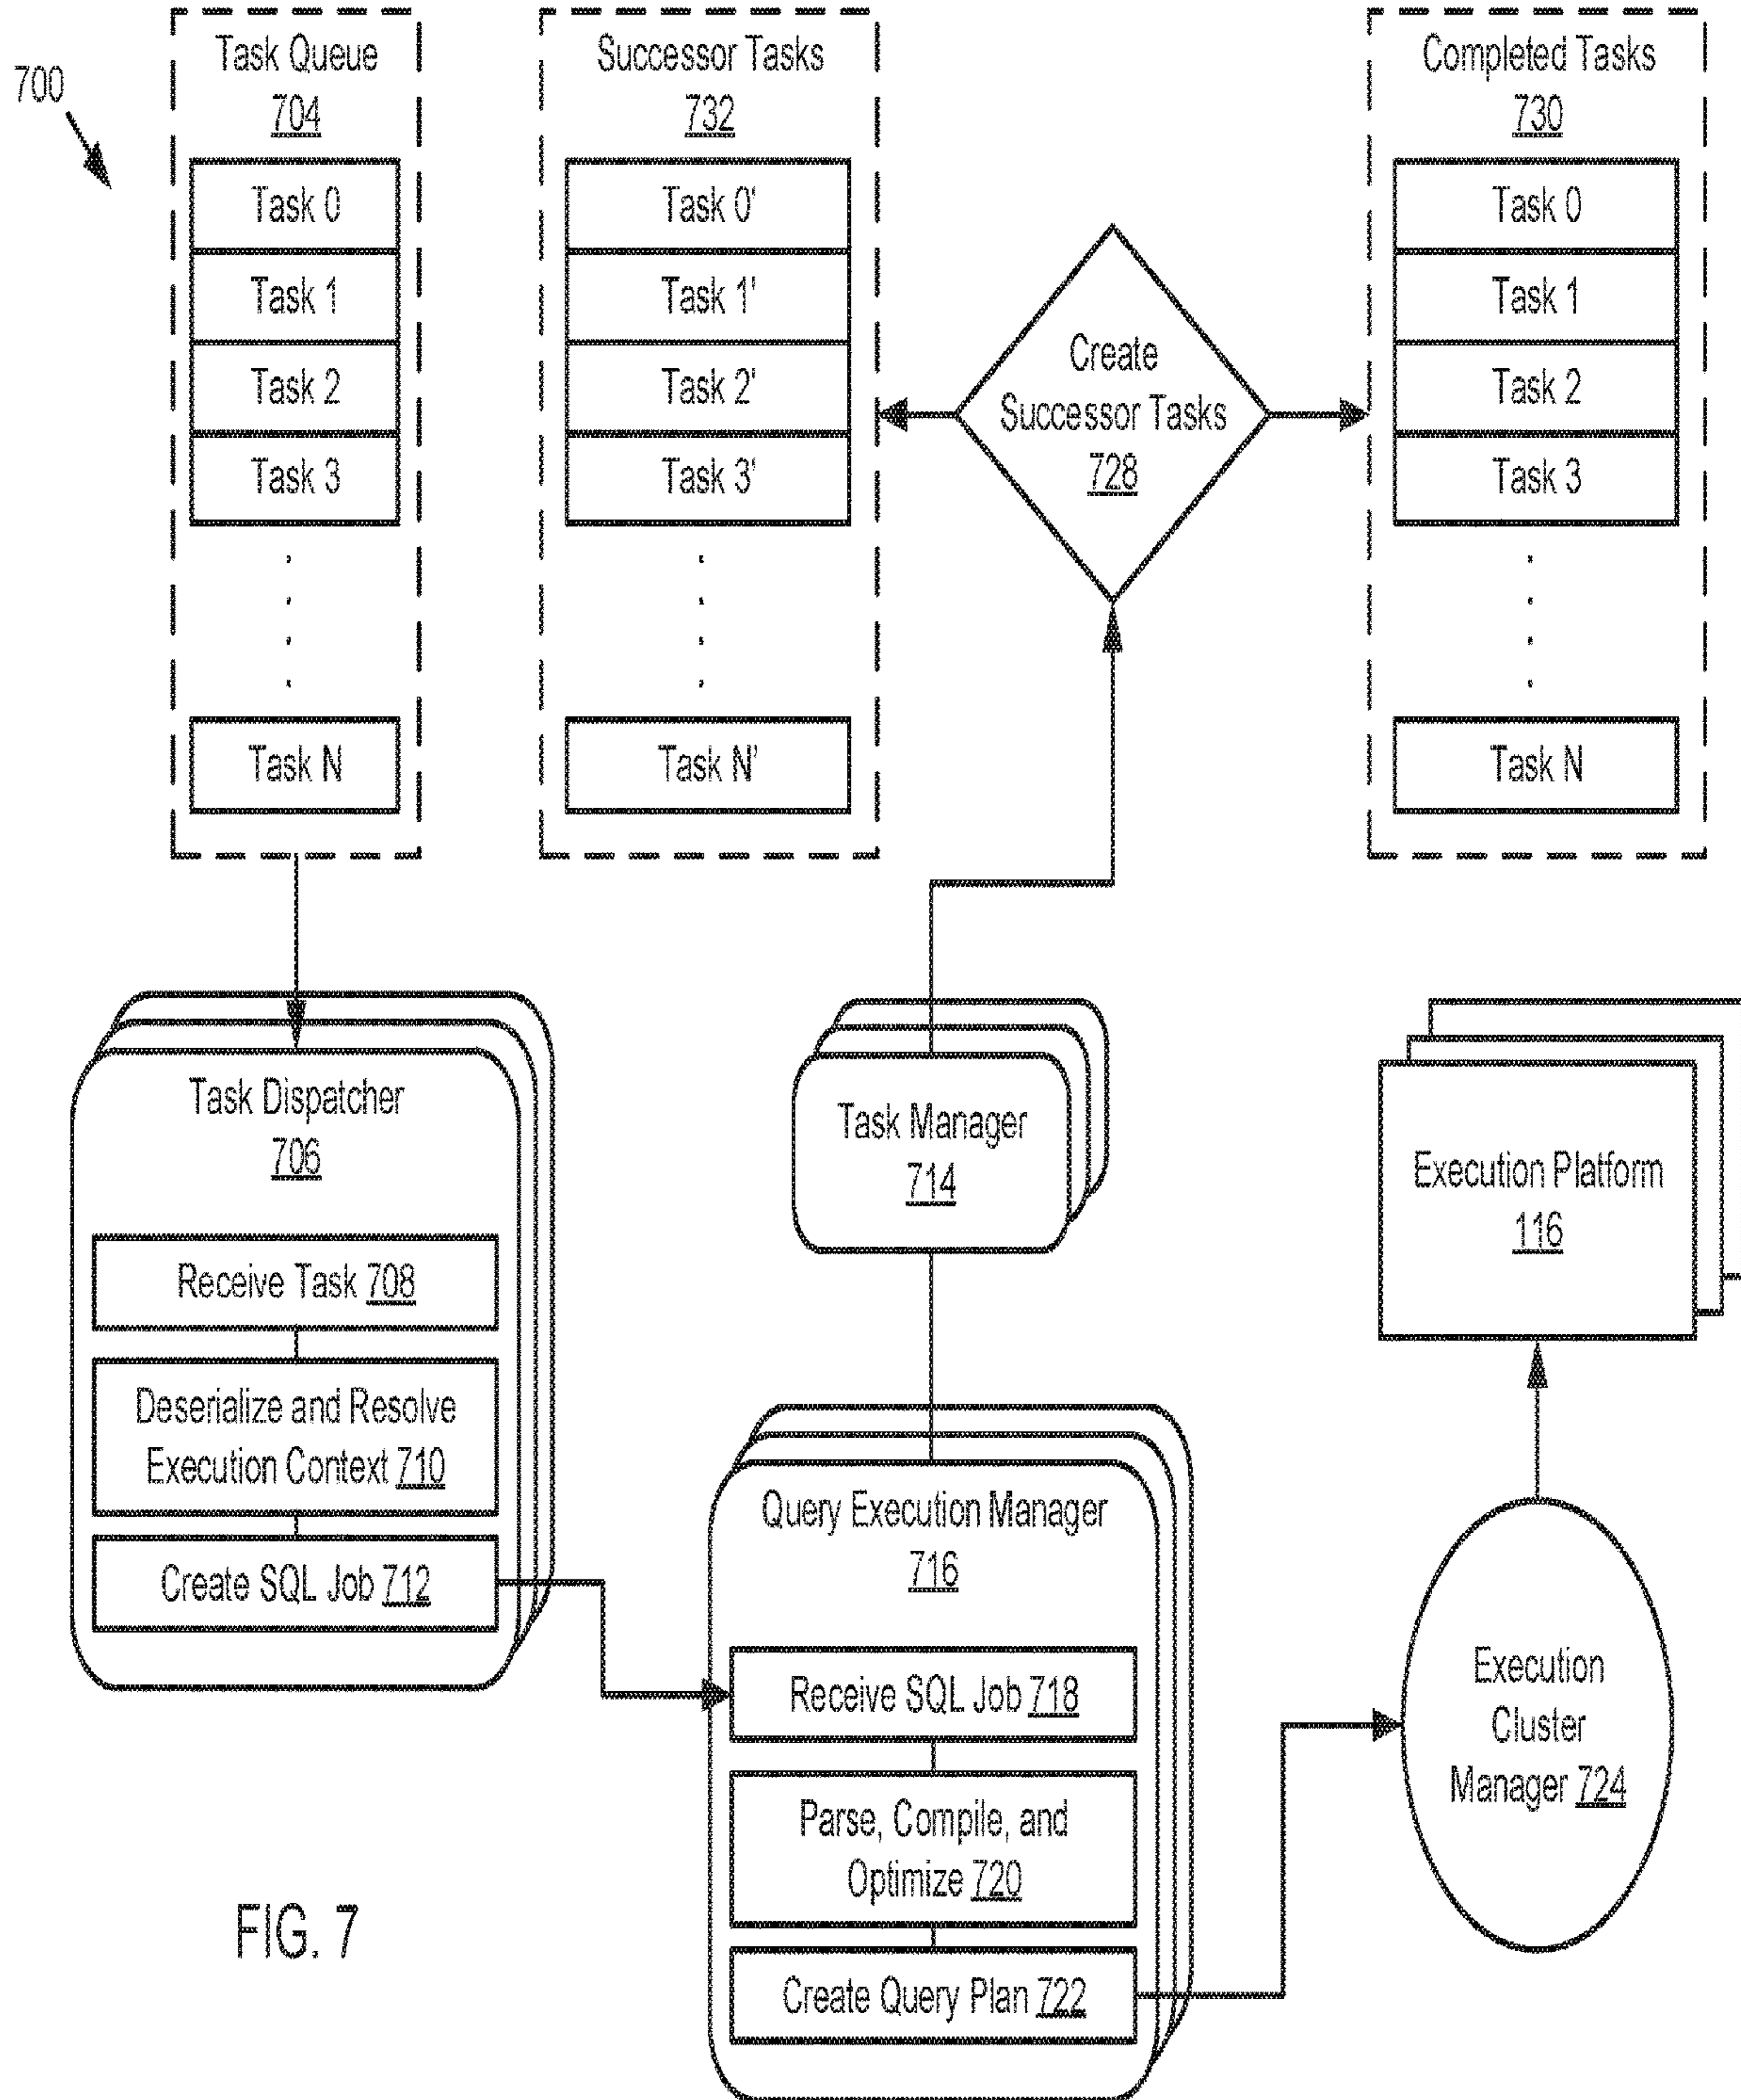 700
Task Queue
704
Task 0
Task 1
Task 2
Task 3
Task N
Successor Tasks
732
Task 0'
Task 1'
Task 2'
Task 3'
Task N'
Create
Successor Tasks
728
Completed Tasks
730
Task 0
Task 1
Task 2
Task 3
Task N
Task Dispatcher
706
Receive Task 708
Deserialize and Resolve
Execution Context 710
Create SQL Job 712
Task Manager
714
Execution Platform
116
Query Execution Manager
716
Receive SQL Job 718
Parse, Compile, and
Optimize 720
Create Query Plan 722
Execution
Cluster
Manager 724
FIG. 7